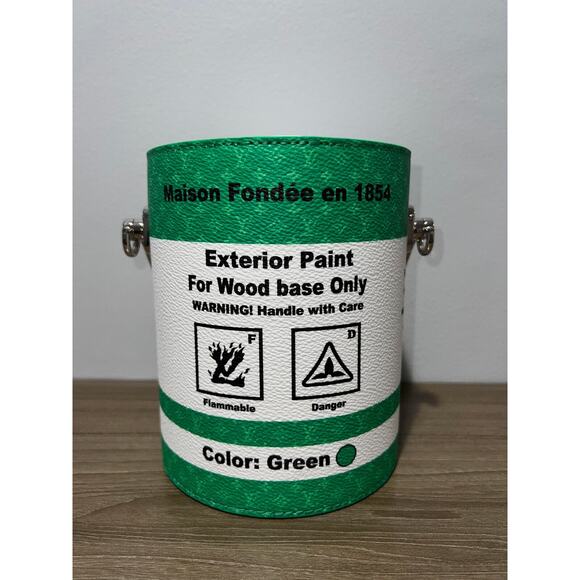 Maison Fondée en 1854
Exterior Paint
For Wood base Only
WARNING! Handle with Care
F
D
Flammable
Danger
Color: Green